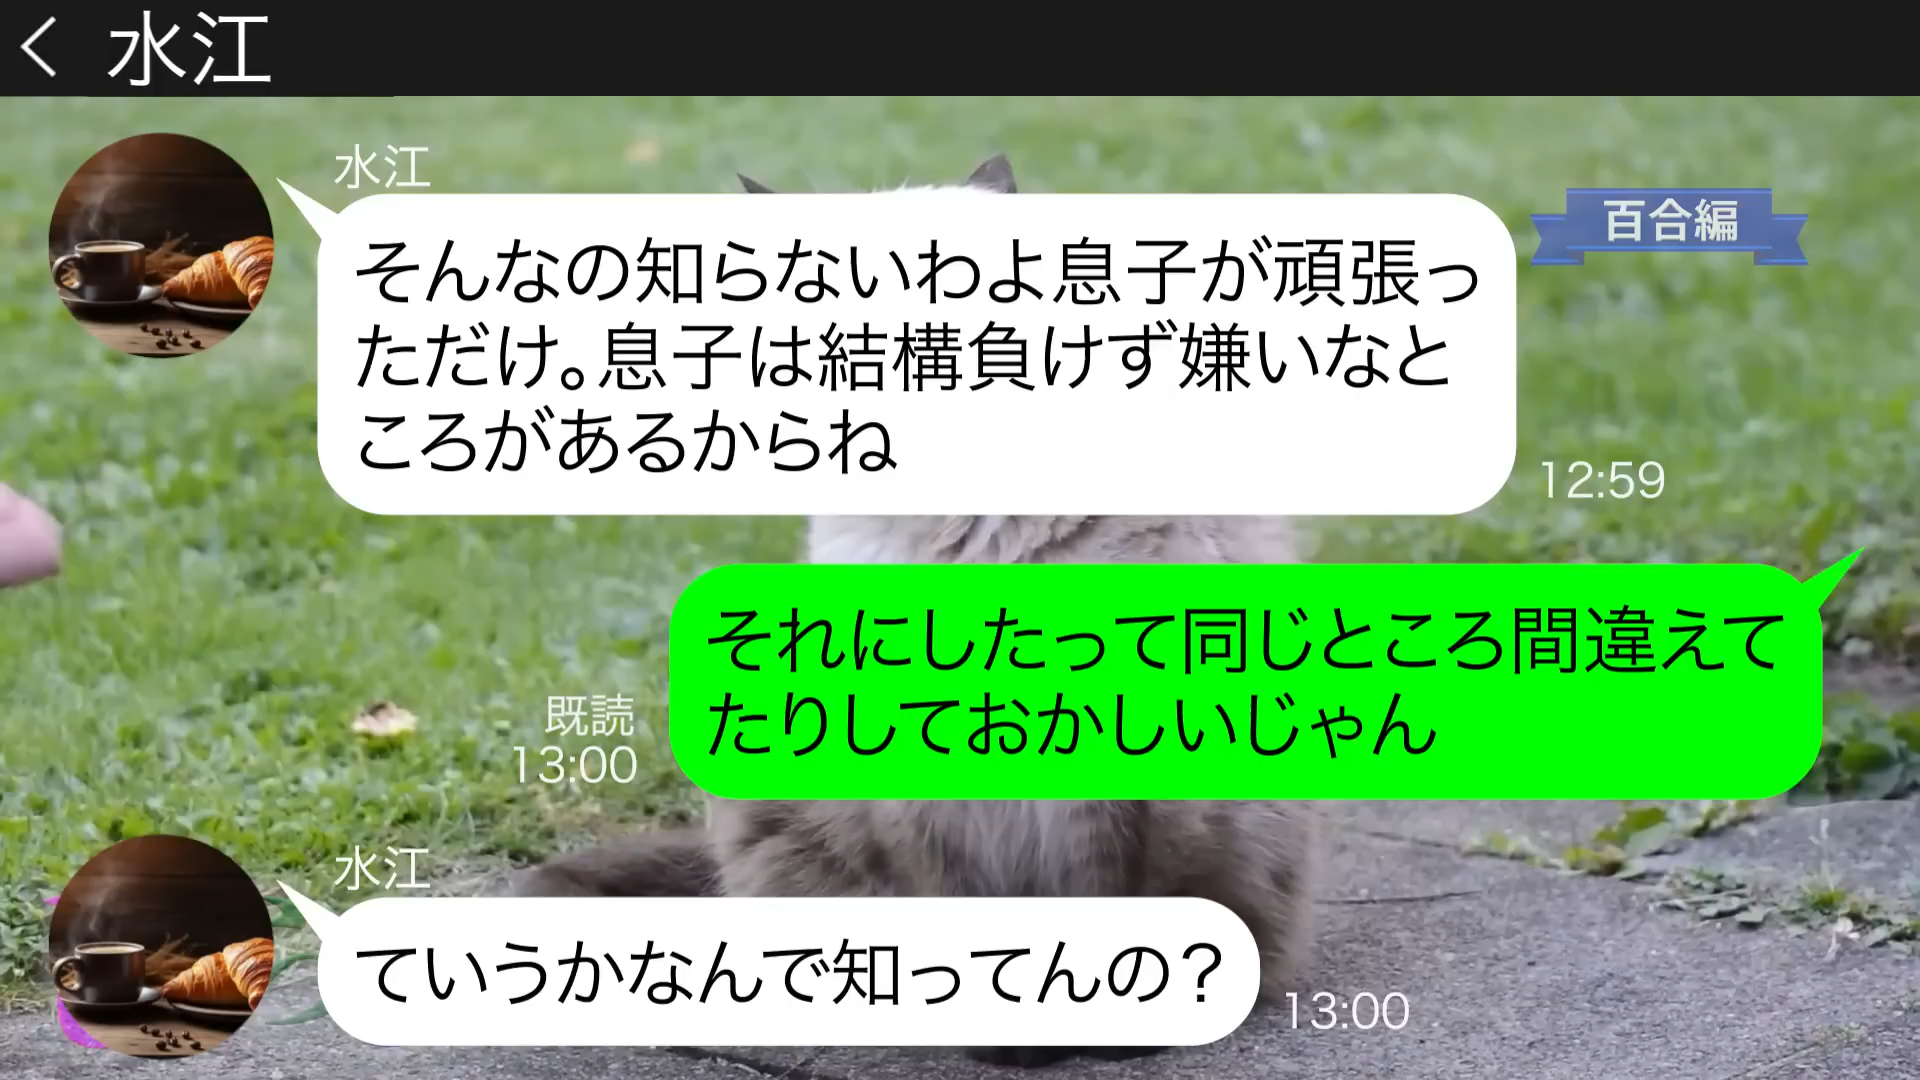 水江
水江
百合編
そんなの知らないわよ息子が頑張っ
ただけ。息子は結構負けず嫌いなと
ころがあるからね
12:59
それにしたって同じところ間違えて
たりしておかしいじゃん
既読
13:00
水江
ていうかなんで知ってんの?
13:00